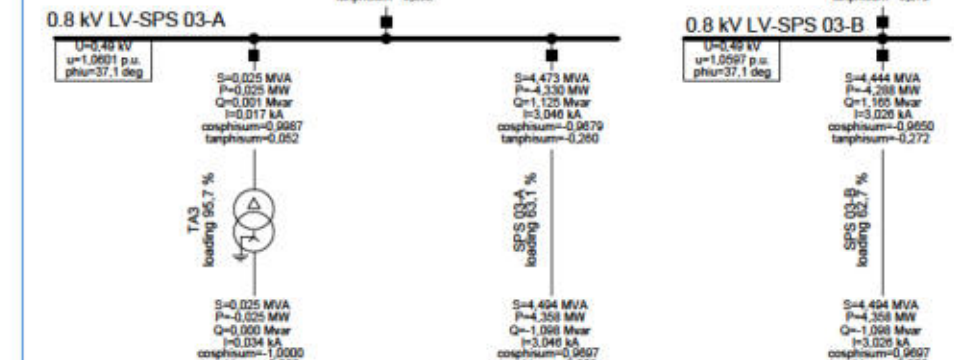 0.8 kV LV-SPS 03-A
U=0,49 kV
u=1,0601 p.u.
phiu=37,1 deg
S=0,025 MVA
P=0,025 MW
Q=0,001 Mvar
I=0,017 kA
cosphisum=0,9987
tanphisum=0,052
TA3
loading 95,7 %
S=0,025 MVA
P=-0,025 MW
Q=0,000 Mvar
I=0,034 kA
cosphisum=-1,0000
S=4,473 MVA
P=-4,330 MW
Q=1,125 Mvar
I=3,046 kA
cosphisum=-0,9679
tanphisum=-0,260
SPS 03-A
loading 63,1 %
S=4,494 MVA
P=4,358 MW
Q=-1,098 Mvar
I=3,046 kA
cosphisum=0,9697
0.8 kV LV-SPS 03-B
U=0,49 kV
u=1,0597 p.u.
phiu=37,1 deg
S=4,444 MVA
P=-4,288 MW
Q=1,165 Mvar
I=3,026 kA
cosphisum=-0,9650
tanphisum=-0,272
SPS 03-B
loading 62,7 %
S=4,494 MVA
P=4,358 MW
Q=-1,098 Mvar
I=3,026 kA
cosphisum=0,9697